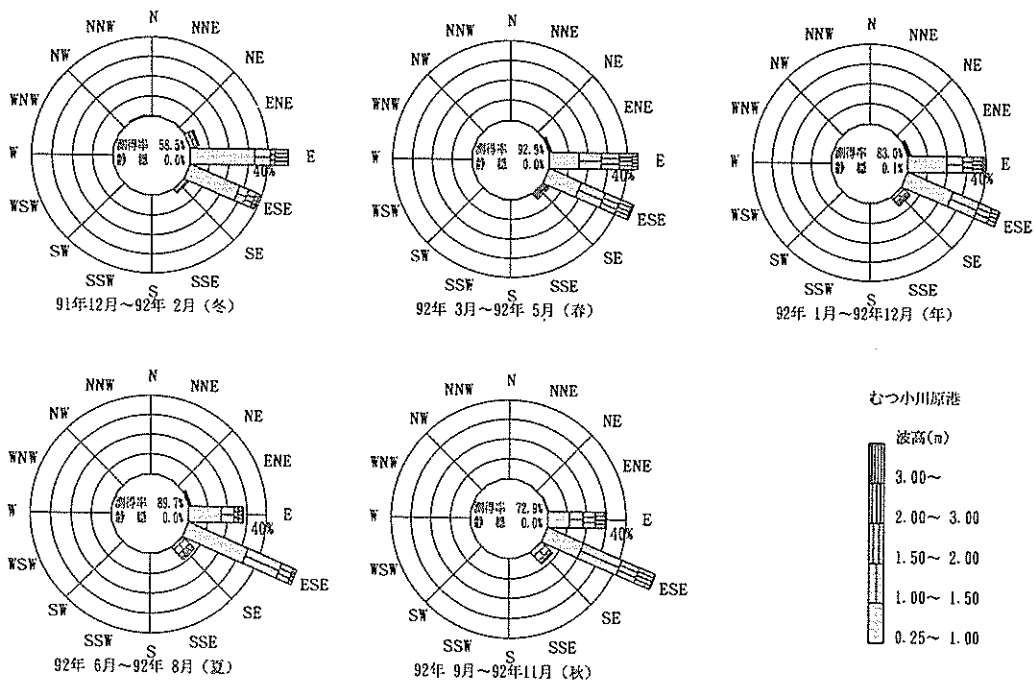 N
NNW NNE
NW NE
WNW ENE
測得率 58.5%
静 穏 0.0%
W E
40%
WSW ESE
SW SE
SSW SSE
S
91年12月～92年 2月 (冬)
N
NNW NNE
NW NE
WNW ENE
測得率 92.5%
静 穏 0.0%
W E
40%
WSW ESE
SW SE
SSW SSE
S
92年 3月～92年 5月 (春)
N
NNW NNE
NW NE
WNW ENE
測得率 83.0%
静 穏 0.1%
W E
40%
WSW ESE
SW SE
SSW SSE
S
92年 1月～92年12月 (年)
N
NNW NNE
NW NE
WNW ENE
測得率 89.7%
静 穏 0.0%
W E
40%
WSW ESE
SW SE
SSW SSE
S
92年 6月～92年 8月 (夏)
N
NNW NNE
NW NE
WNW ENE
測得率 72.9%
静 穏 0.0%
W E
40%
WSW ESE
SW SE
SSW SSE
S
92年 9月～92年11月 (秋)
むつ小川原港
波高(m)
3.00～
2.00～ 3.00
1.50～ 2.00
1.00～ 1.50
0.25～ 1.00